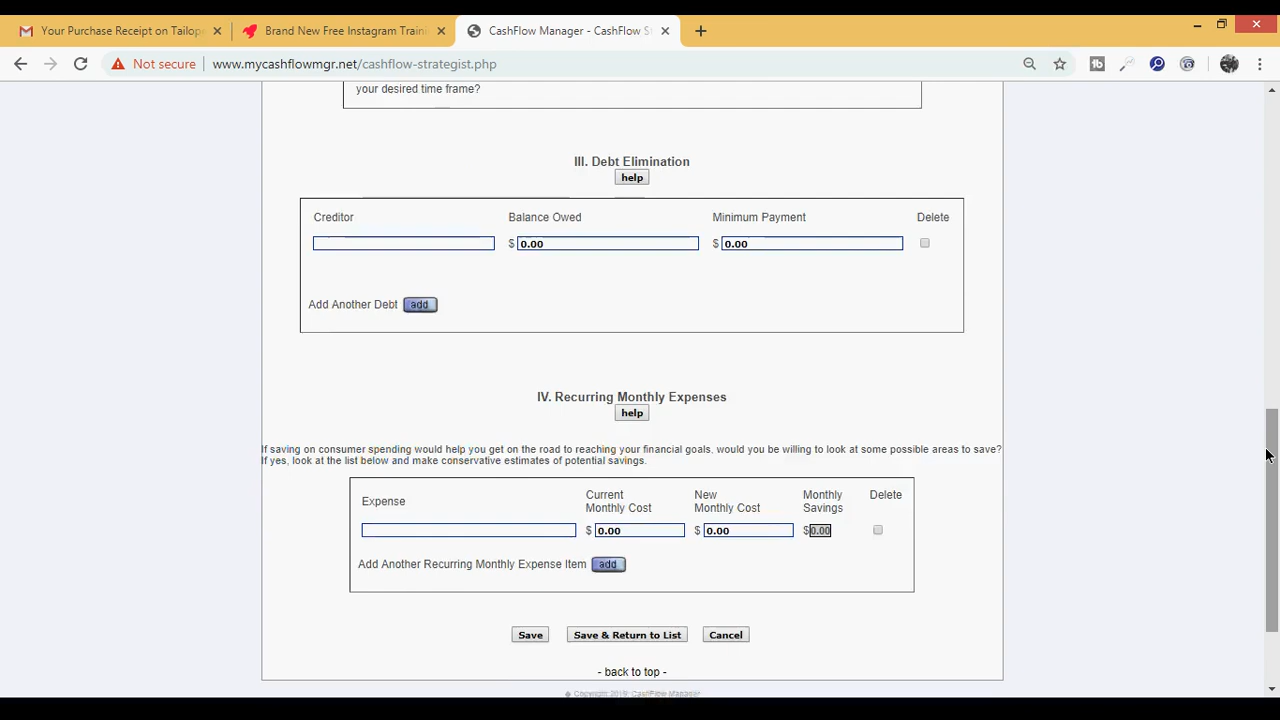 Your Purchase Receipt on Tailop
Brand New Free Instagram Traini
CashFlow Manager - CashFlow St
Not secure
www.mycashflowmgr.net/cashflow-strategist.php
your desired time frame?
III. Debt Elimination
help
Creditor Balance Owed Minimum Payment Delete
$ 0.00 $ 0.00
Add Another Debt add
IV. Recurring Monthly Expenses
help
If saving on consumer spending would help you get on the road to reaching your financial goals, would you be willing to look at some possible areas to save?
If yes, look at the list below and make conservative estimates of potential savings.
Expense Current Monthly Cost New Monthly Cost Monthly Savings Delete
$ 0.00 $ 0.00 $0.00
Add Another Recurring Monthly Expense Item add
Save Save & Return to List Cancel
- back to top -
Copyright 2019, CashFlow Manager